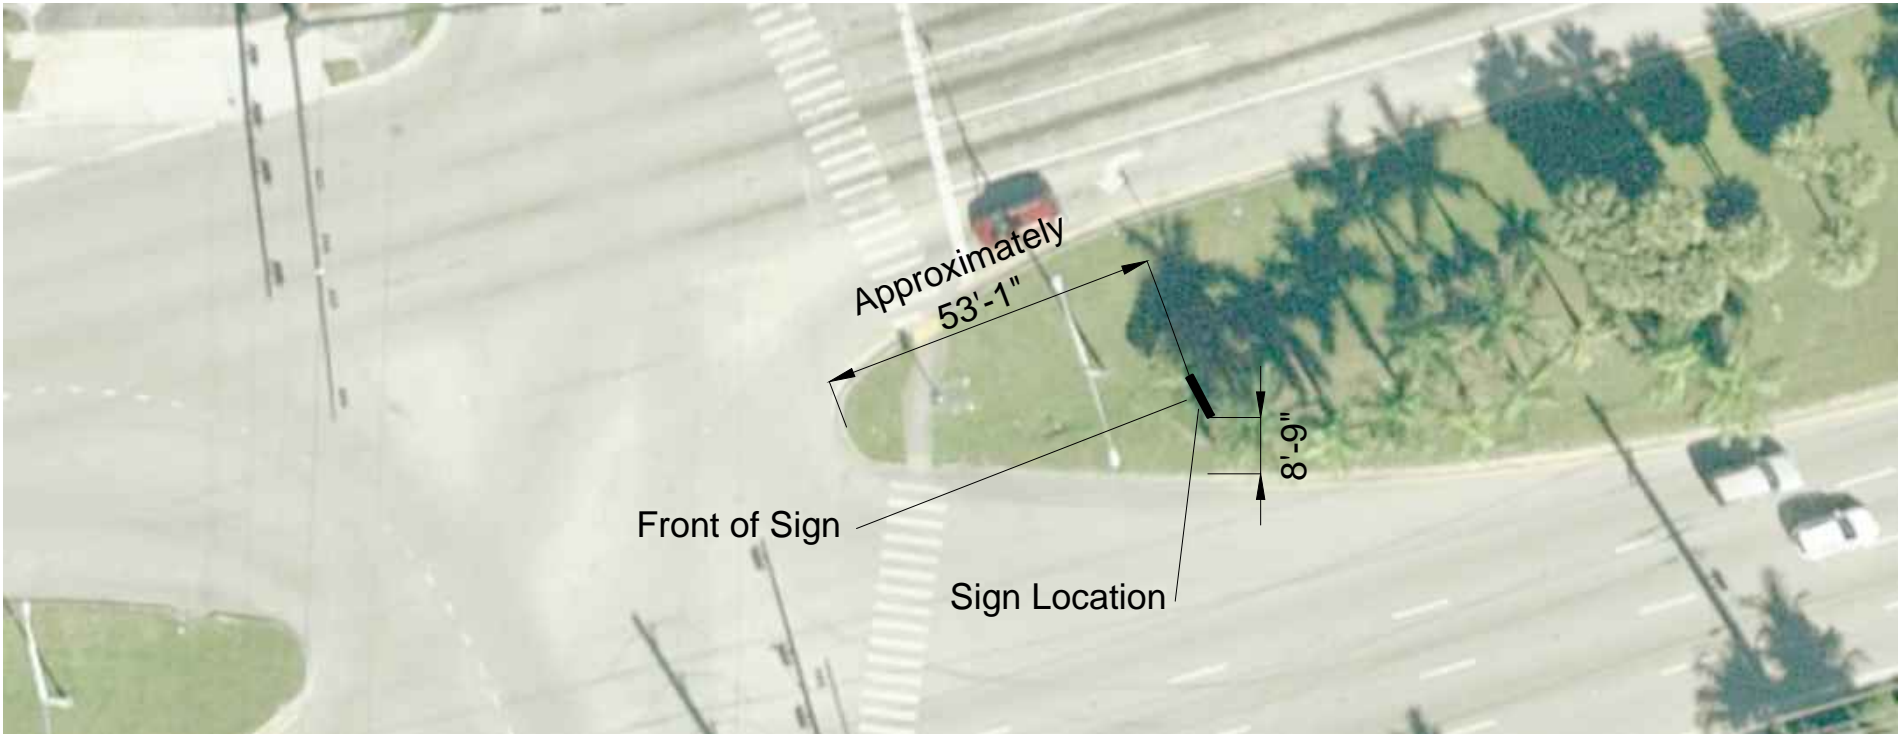 Approximately
53'-1"
8'-9"
Front of Sign
Sign Location